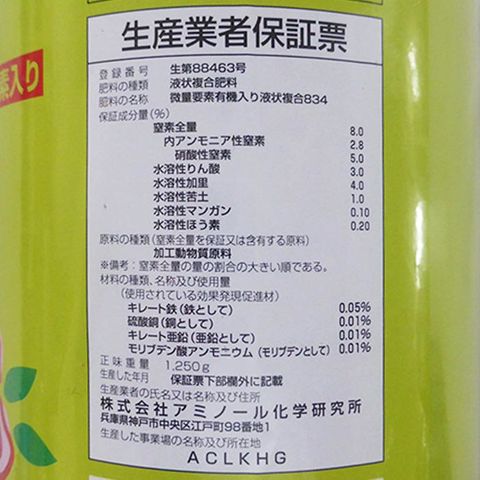 生産業者保証票
登録番号 生第88463号
肥料の種類 液状複合肥料
肥料の名称 微量要素有機入り液状複合834
保証成分量(%)
窒素全量 8.0
内アンモニア性窒素 2.8
硝酸性窒素 5.0
水溶性りん酸 3.0
水溶性加里 4.0
水溶性苦土 1.0
水溶性マンガン 0.10
水溶性ほう素 0.20
原料の種類(窒素全量を保証又は含有する原料)
加工動物質原料
※備考:窒素全量の量の割合の大きい順である。
材料の種類、名称及び使用量
(使用されている効果発現促進材)
キレート鉄(鉄として) 0.05%
硫酸銅(銅として) 0.01%
キレート亜鉛(亜鉛として) 0.01%
モリブデン酸アンモニウム(モリブデンとして) 0.01%
正味重量 1,250g
生産した年月 保証票下部欄外に記載
生産業者の氏名又は名称及び住所
株式会社アミノール化学研究所
兵庫県神戸市中央区江戸町98番地1
生産した事業場の名称及び所在地
ACLKHG
素入り